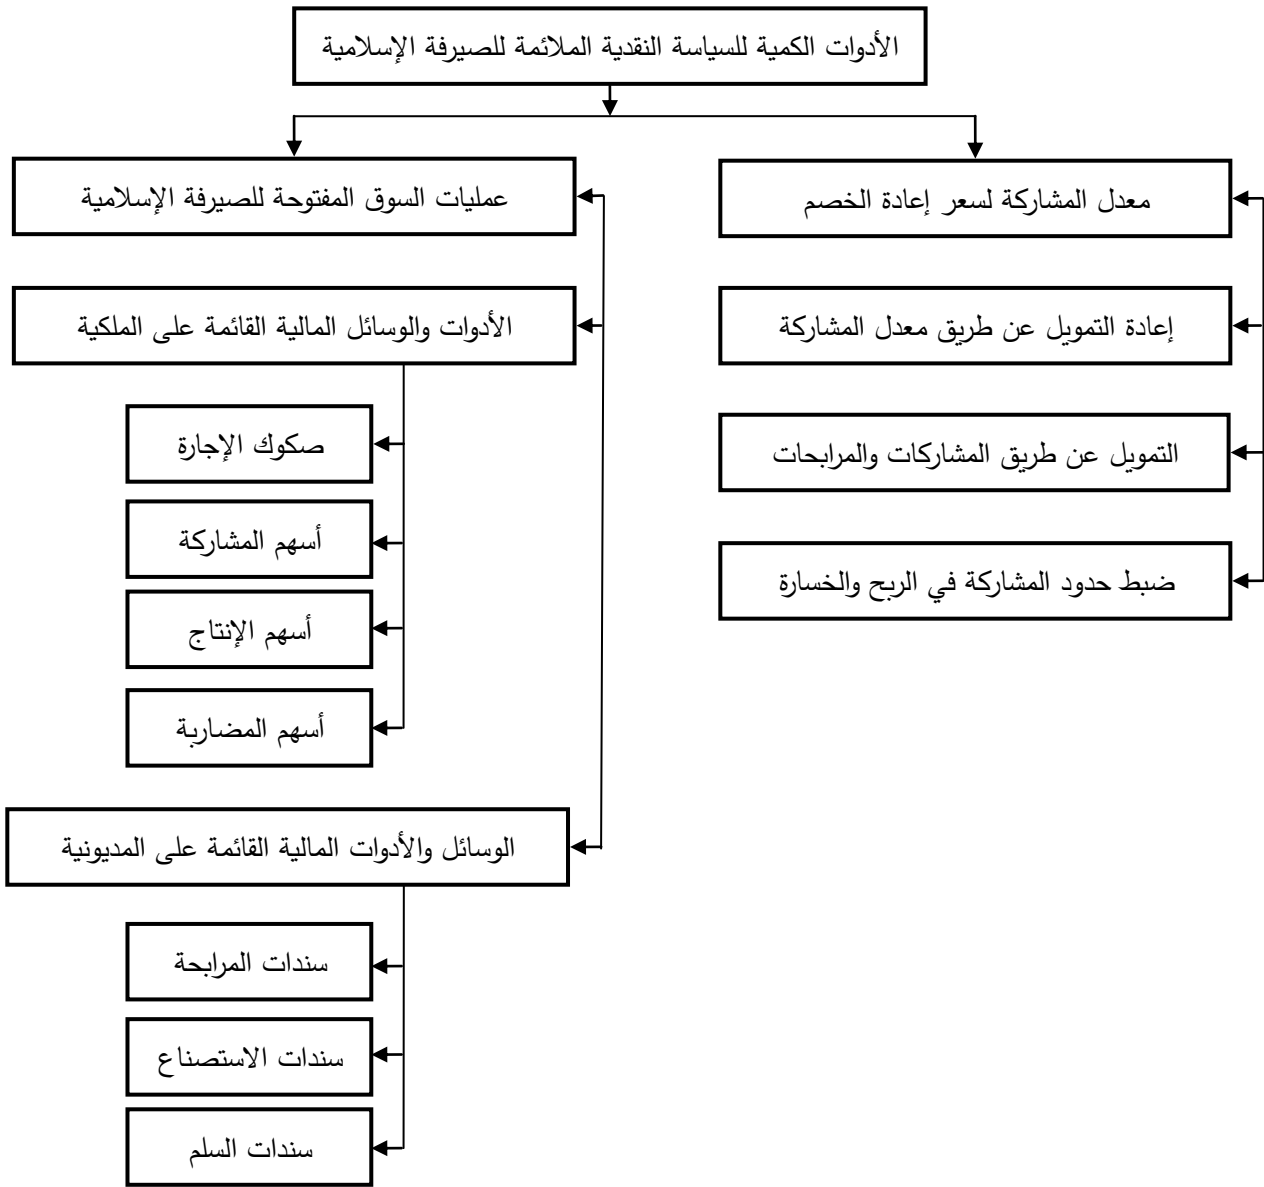 الأدوات الكمية للسياسة النقدية الملائمة للصيرفة الإسلامية
معدل المشاركة لسعر إعادة الخصم
إعادة التمويل عن طريق معدل المشاركة
التمويل عن طريق المشاركات والمرابحات
ضبط حدود المشاركة في الربح والخسارة
عمليات السوق المفتوحة للصيرفة الإسلامية
الأدوات والوسائل المالية القائمة على الملكية
صكوك الإجارة
أسهم المشاركة
أسهم الإنتاج
أسهم المضاربة
الوسائل والأدوات المالية القائمة على المديونية
سندات المرابحة
سندات الاستصناع
سندات السلم